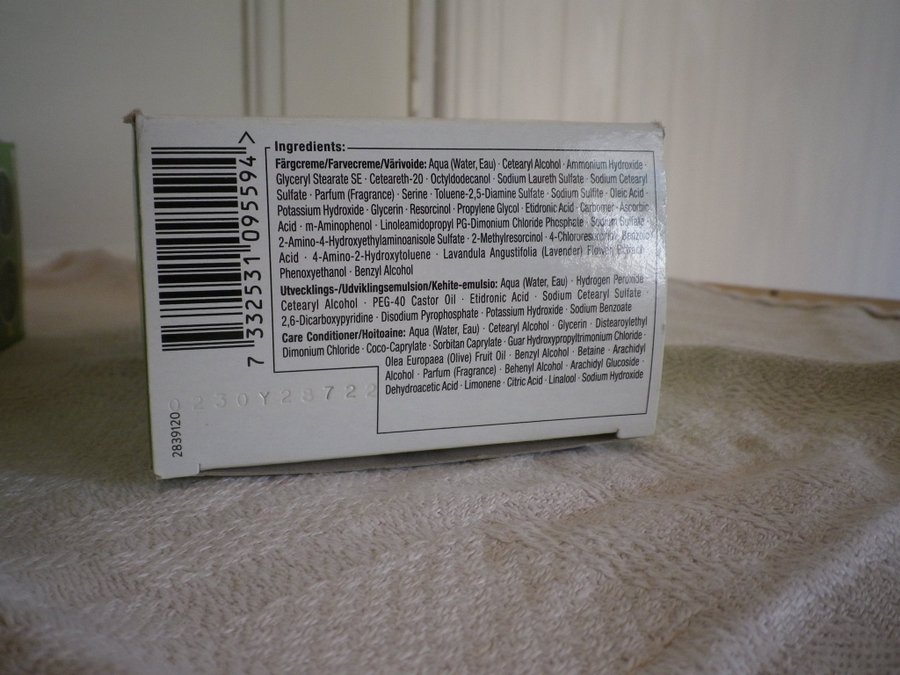 Ingredients:
Färgcreme/Farvecreme/Värivoide: Aqua (Water, Eau) · Cetearyl Alcohol · Ammonium Hydroxide ·
Glyceryl Stearate SE · Ceteareth-20 · Octyldodecanol · Sodium Laureth Sulfate · Sodium Cetearyl
Sulfate · Parfum (Fragrance) · Serine · Toluene-2,5-Diamine Sulfate · Sodium Sulfite · Oleic Acid ·
Potassium Hydroxide · Glycerin · Resorcinol · Propylene Glycol · Etidronic Acid · Carbomer · Ascorbic
Acid · m-Aminophenol · Linoleamidopropyl PG-Dimonium Chloride Phosphate · Sodium Sulfate ·
2-Amino-4-Hydroxyethylaminoanisole Sulfate · 2-Methylresorcinol · 4-Chlororesorcinol · Benzoic
Acid · 4-Amino-2-Hydroxytoluene · Lavandula Angustifolia (Lavender) Flower Extract ·
Phenoxyethanol · Benzyl Alcohol
Utvecklings-/Udviklingsemulsion/Kehite-emulsio: Aqua (Water, Eau) · Hydrogen Peroxide ·
Cetearyl Alcohol · PEG-40 Castor Oil · Etidronic Acid · Sodium Cetearyl Sulfate ·
2,6-Dicarboxypyridine · Disodium Pyrophosphate · Potassium Hydroxide · Sodium Benzoate
Care Conditioner/Hoitoaine: Aqua (Water, Eau) · Cetearyl Alcohol · Glycerin · Distearoylethyl
Dimonium Chloride · Coco-Caprylate · Sorbitan Caprylate · Guar Hydroxypropyltrimonium Chloride ·
Olea Europaea (Olive) Fruit Oil · Benzyl Alcohol · Betaine · Arachidyl
Alcohol · Parfum (Fragrance) · Behenyl Alcohol · Arachidyl Glucoside ·
Dehydroacetic Acid · Limonene · Citric Acid · Linalool · Sodium Hydroxide
7 332531 095594 >
0230Y28722
2839120